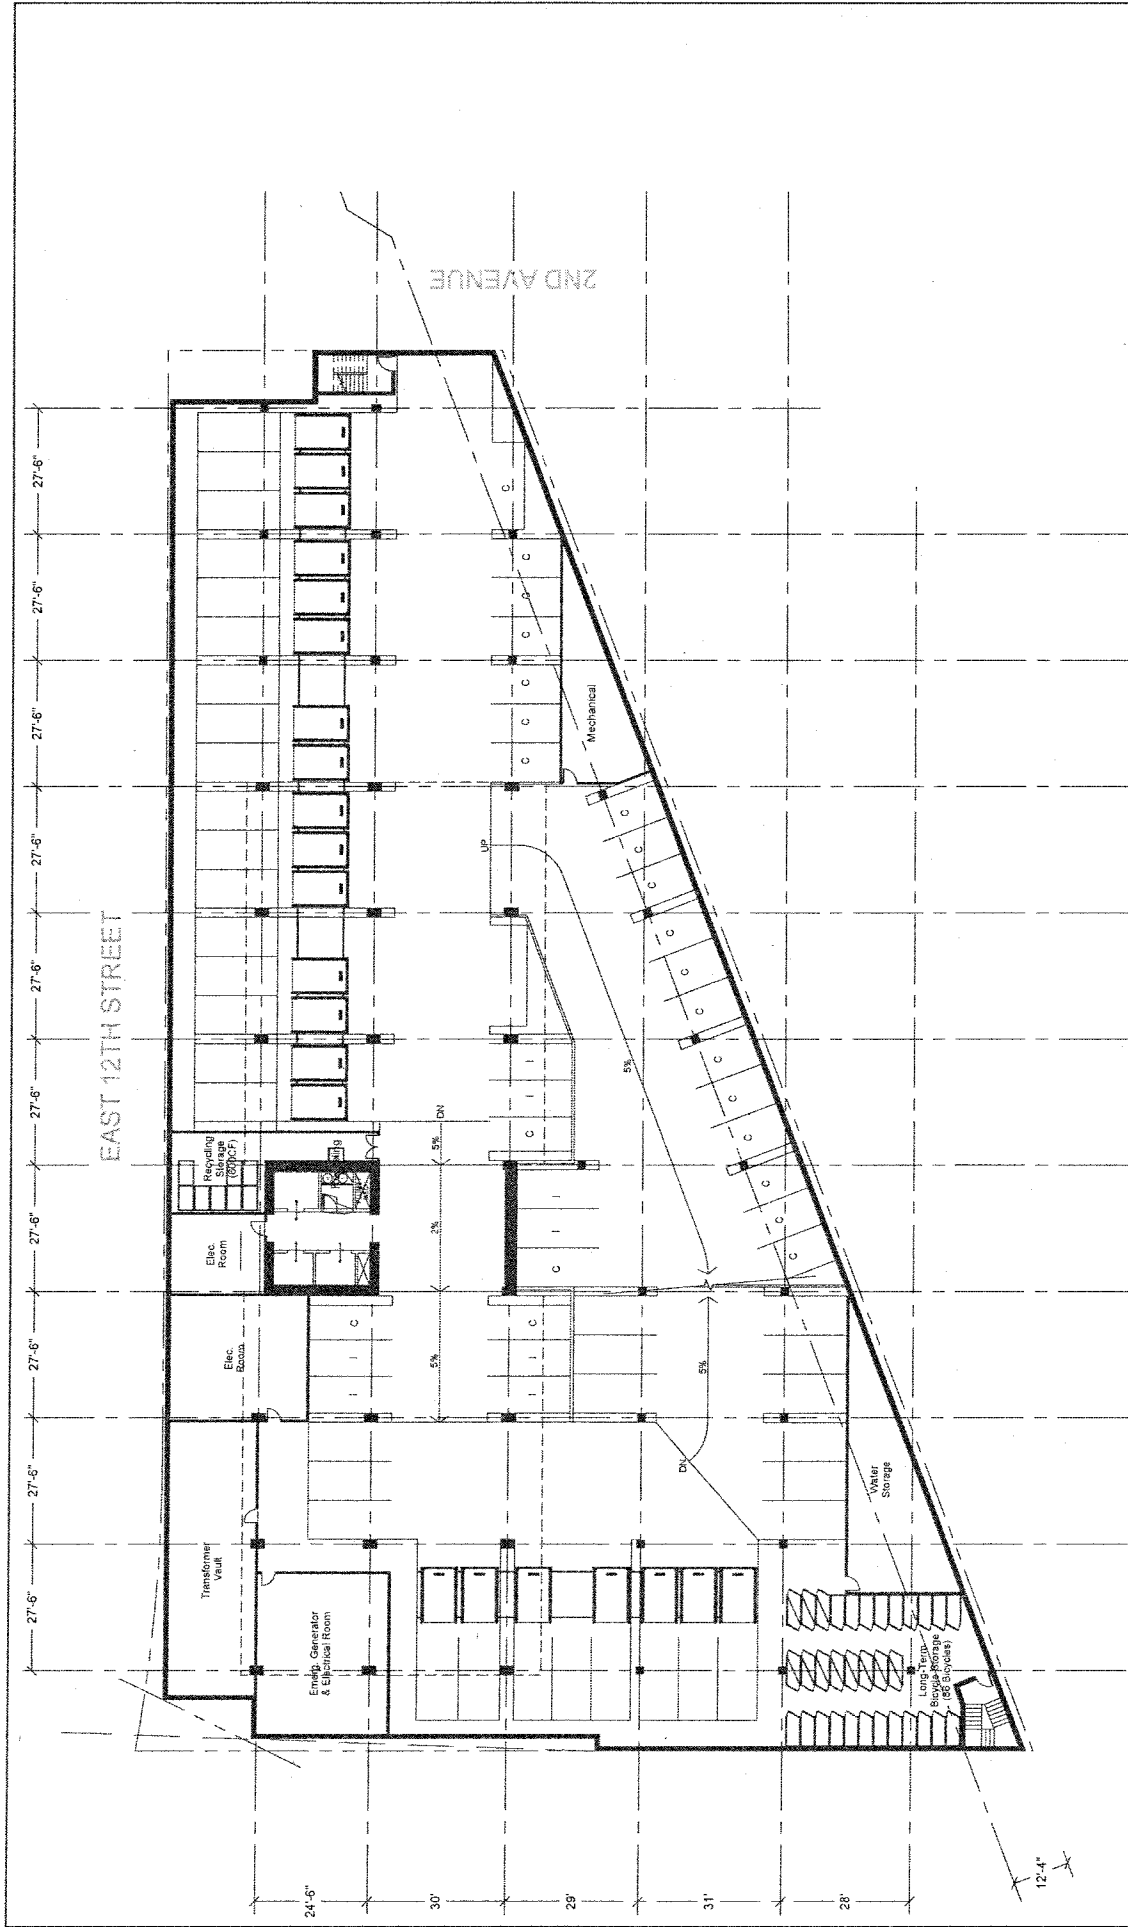 27'-6"
27'-6"
27'-6"
27'-6"
27'-6"
27'-6"
27'-6"
27'-6"
27'-6"
27'-6"
EAST 12TH STREET
Transformer
Vault
Elec.
Room
Elec.
Room
Recycling
Storage
(600CF)
Emerg. Generator
& Electrical Room
24'-6"
I
I
C
30'
5%
2%
5%
DN
2ND AVENUE
UP
I
I
C
C
I
I
C
C
C
C
C
C
C
C
I
I
29'
Mechanical
5%
31'
DN
5%
C
C
C
C
C
C
C
C
C
C
C
28'
Water
Storage
Long-Term
Bicycle Storage
(86 Bicycles)
12'-4"